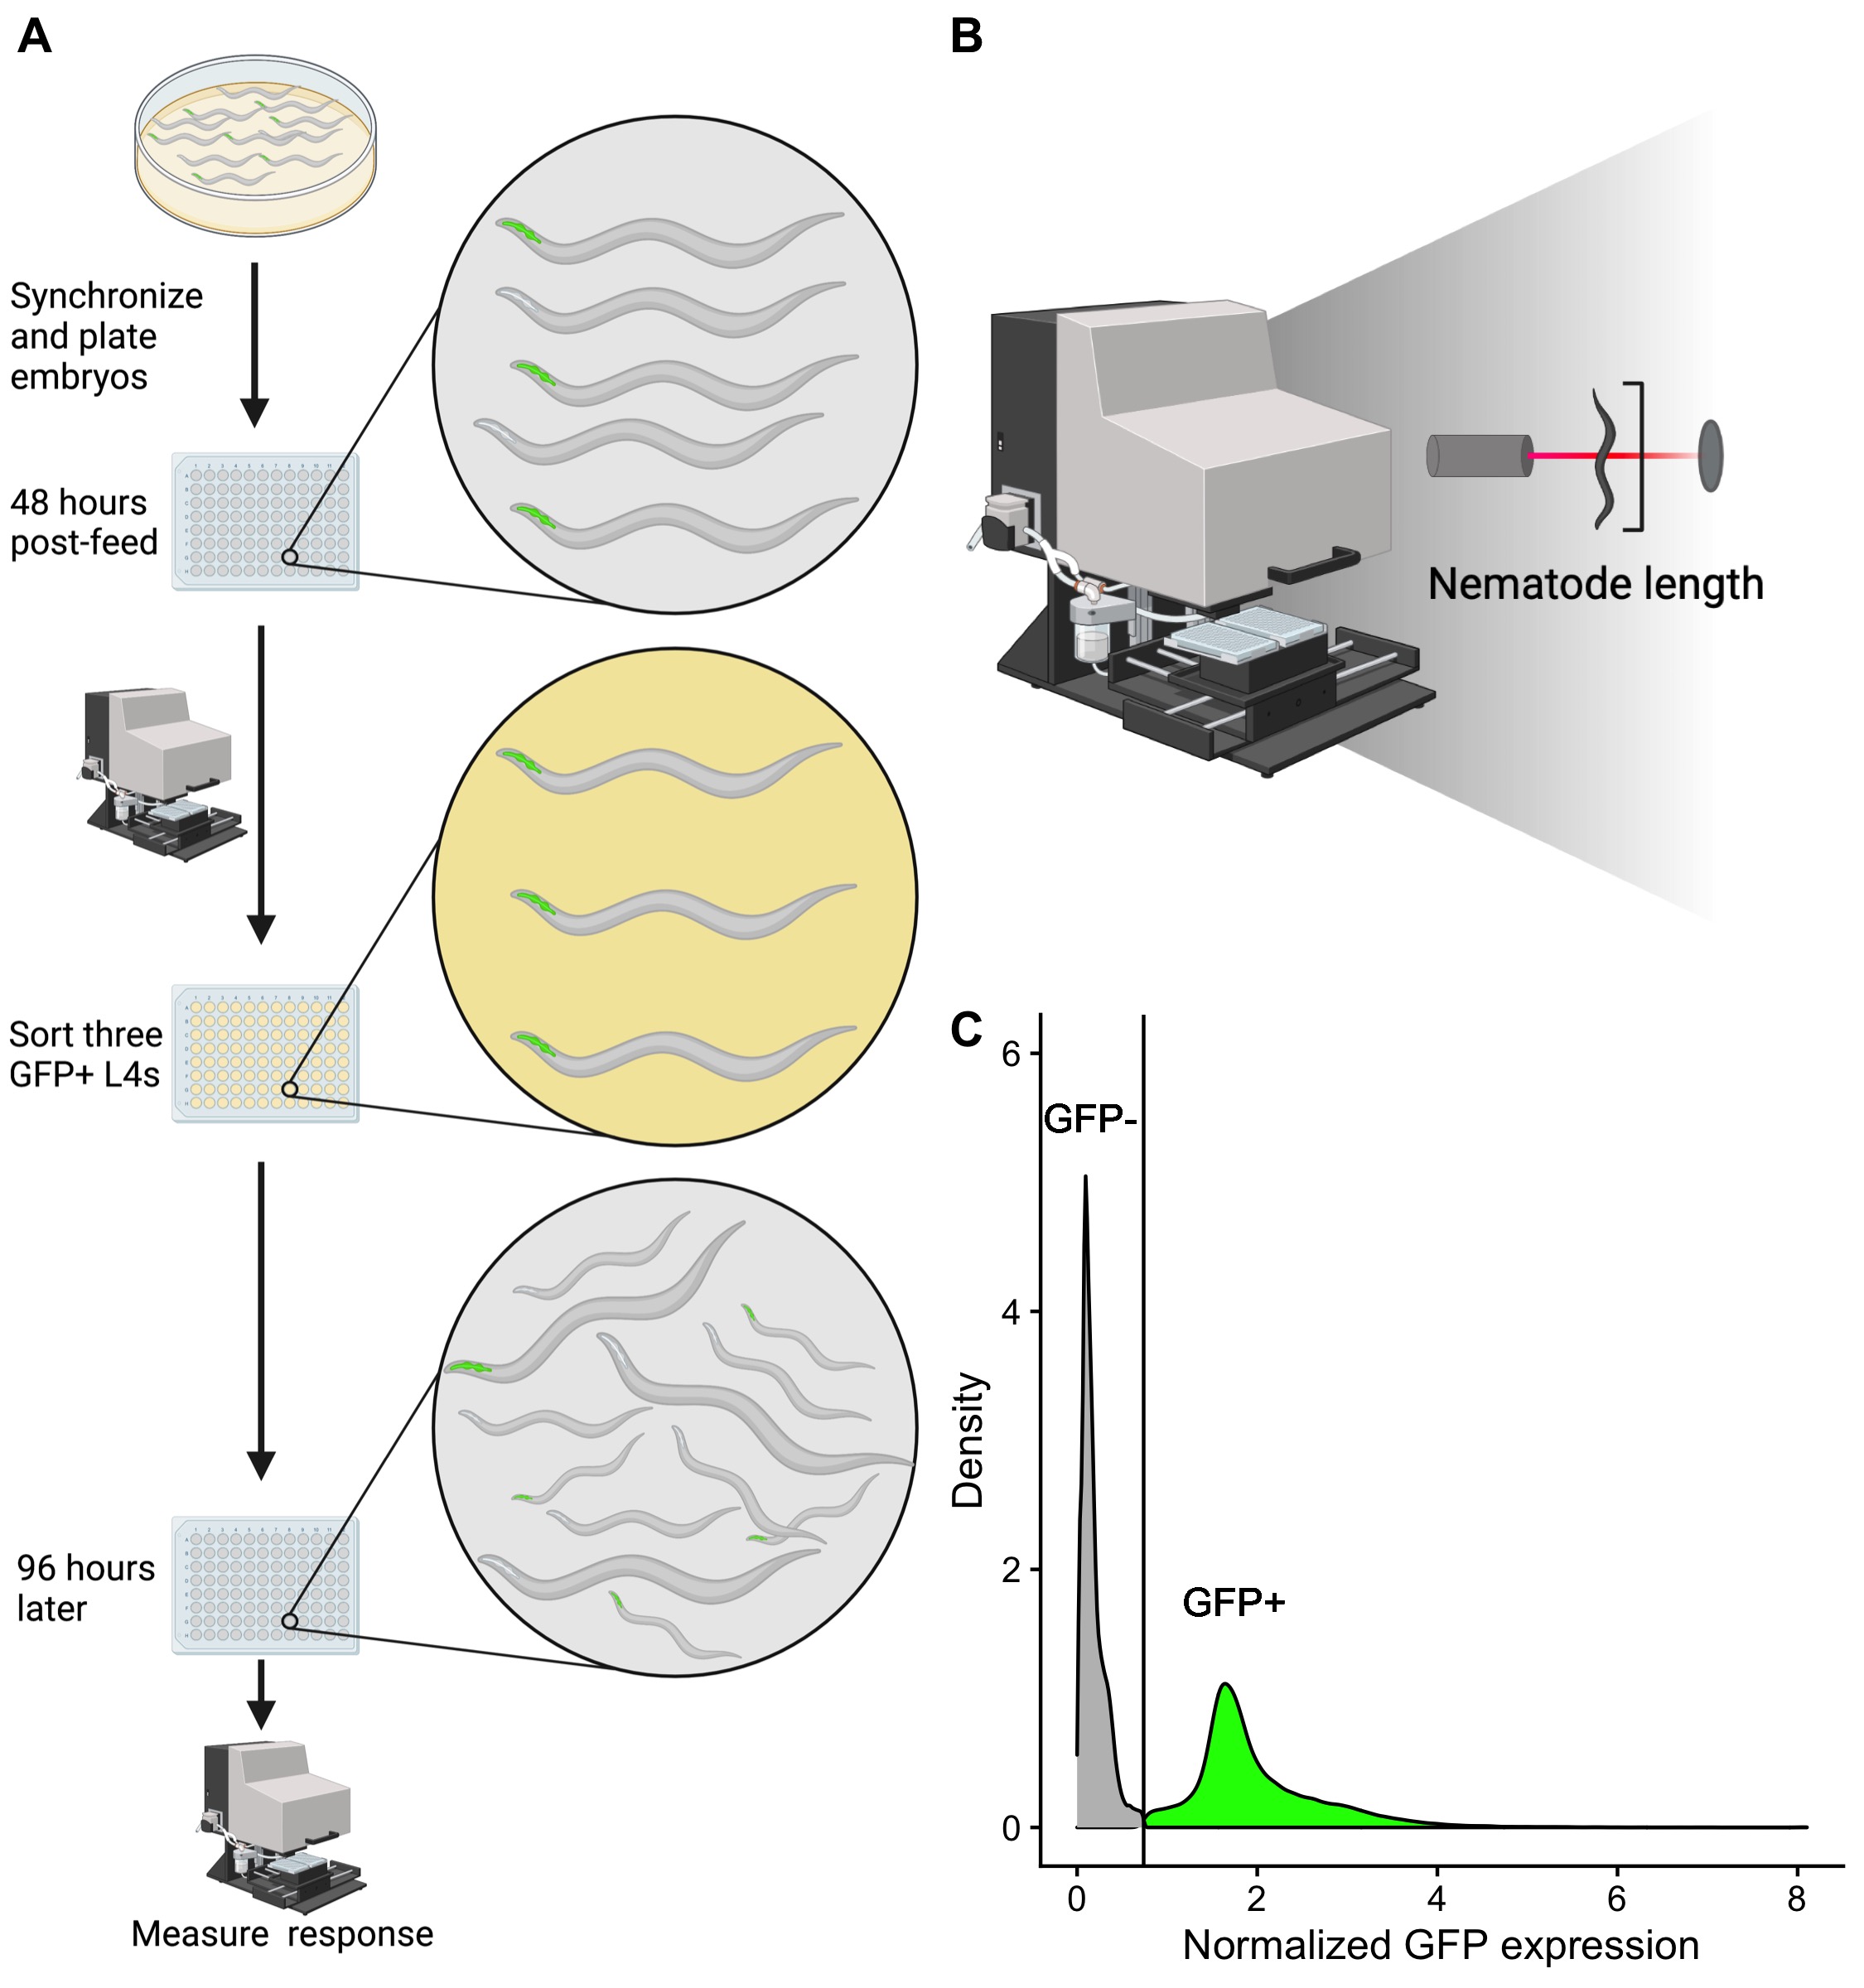 A
Synchronize
and plate
embryos
48 hours
post-feed
Sort three
GFP+ L4s
96 hours
later
Measure response
B
Nematode length
C
6
4
2
0
Density
GFP-
GFP+
0 2 4 6 8
Normalized GFP expression